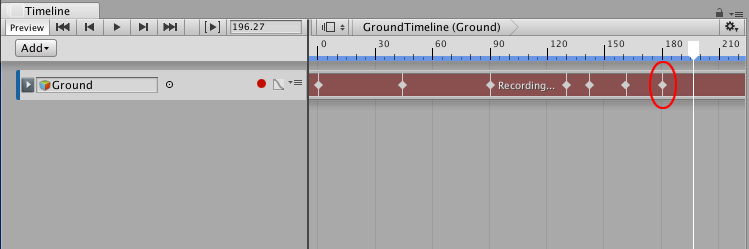 Timeline
Preview 196.27 GroundTimeline (Ground)
Add
0 30 60 90 120 150 180 210
Ground Recording...